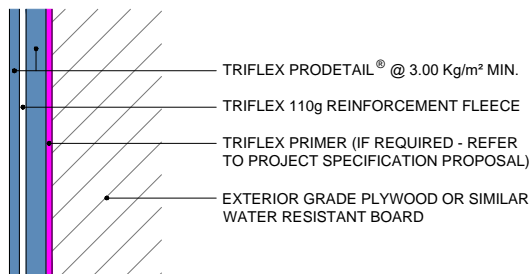 TRIFLEX PRODETAIL® @ 3.00 Kg/m² MIN.
TRIFLEX 110g REINFORCEMENT FLEECE
TRIFLEX PRIMER (IF REQUIRED - REFER
TO PROJECT SPECIFICATION PROPOSAL)
EXTERIOR GRADE PLYWOOD OR SIMILAR
WATER RESISTANT BOARD